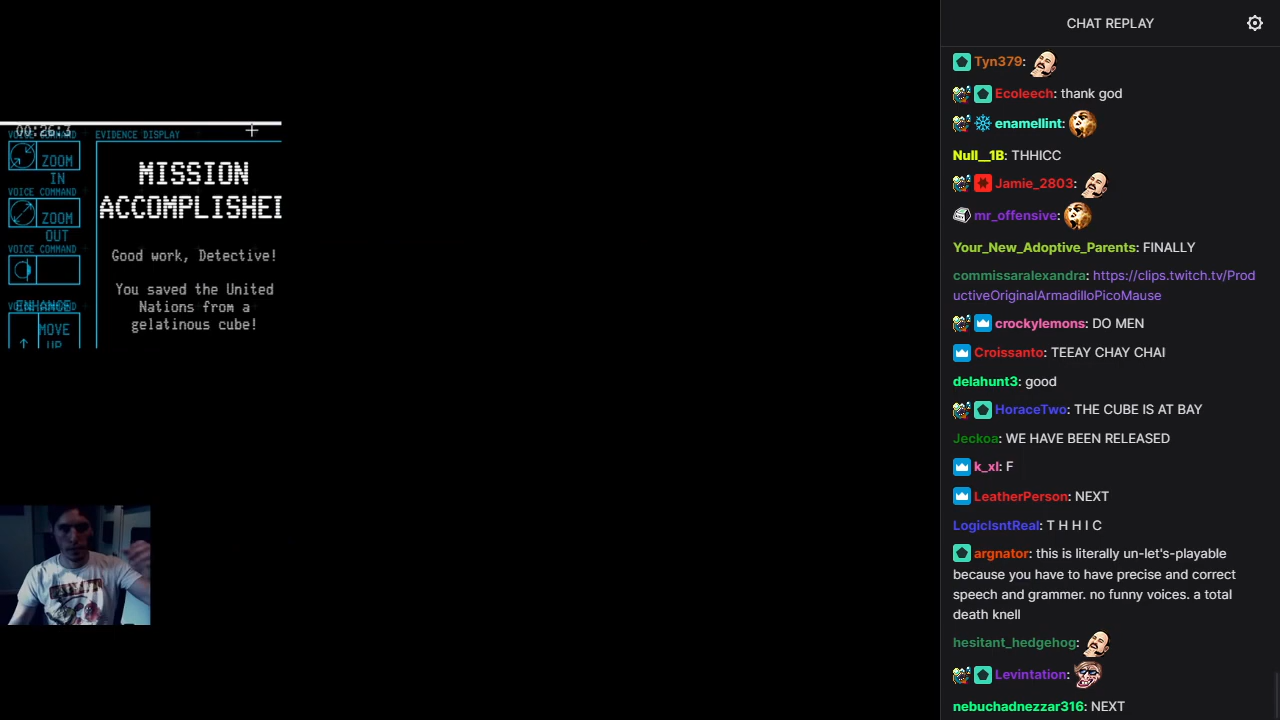 00:26:3
VOICE COMMAND
ZOOM
IN
VOICE COMMAND
ZOOM
OUT
VOICE COMMAND
ENHANCE
MOVE
UP
EVIDENCE DISPLAY
MISSION
ACCOMPLISHED
Good work, Detective!
You saved the United
Nations from a
gelatinous cube!
CHAT REPLAY
Tyn379:
Ecoleech: thank god
enamellint:
Null__1B: THHICC
Jamie_2803:
mr_offensive:
Your_New_Adoptive_Parents: FINALLY
commissaralexandra: https://clips.twitch.tv/Prod
uctiveOriginalArmadilloPicoMause
crockylemons: DO MEN
Croissanto: TEEAY CHAY CHAI
delahunt3: good
HoraceTwo: THE CUBE IS AT BAY
Jeckoa: WE HAVE BEEN RELEASED
k_xl: F
LeatherPerson: NEXT
LogicIsntReal: T H H I C
argnator: this is literally un-let's-playable
because you have to have precise and correct
speech and grammer. no funny voices. a total
death knell
hesitant_hedgehog:
Levintation:
nebuchadnezzar316: NEXT